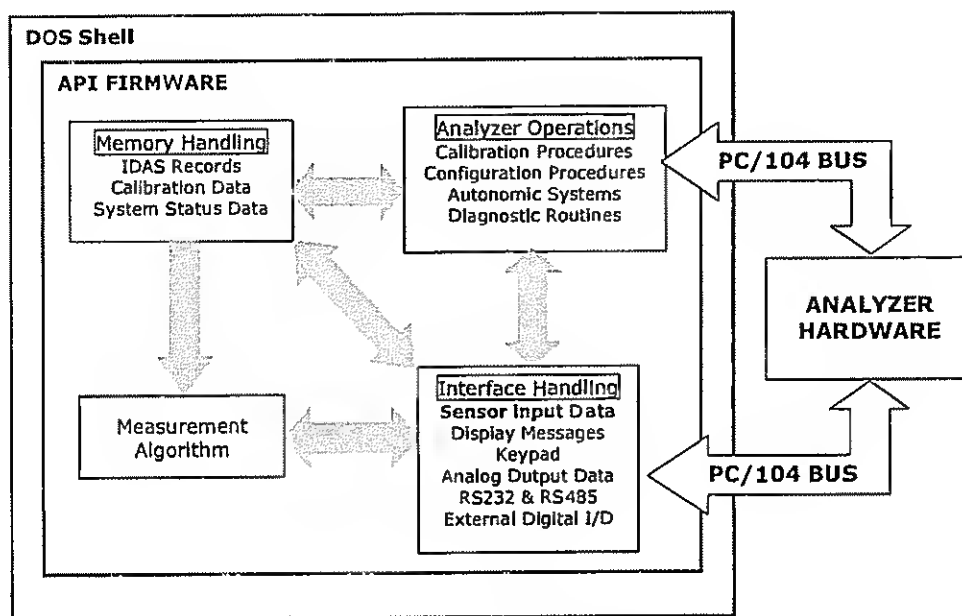 DOS Shell
API FIRMWARE
Memory Handling
IDAS Records
Calibration Data
System Status Data
Analyzer Operations
Calibration Procedures
Configuration Procedures
Autonomic Systems
Diagnostic Routines
PC/104 BUS
ANALYZER
HARDWARE
Measurement
Algorithm
Interface Handling
Sensor Input Data
Display Messages
Keypad
Analog Output Data
RS232 & RS485
External Digital I/D
PC/104 BUS